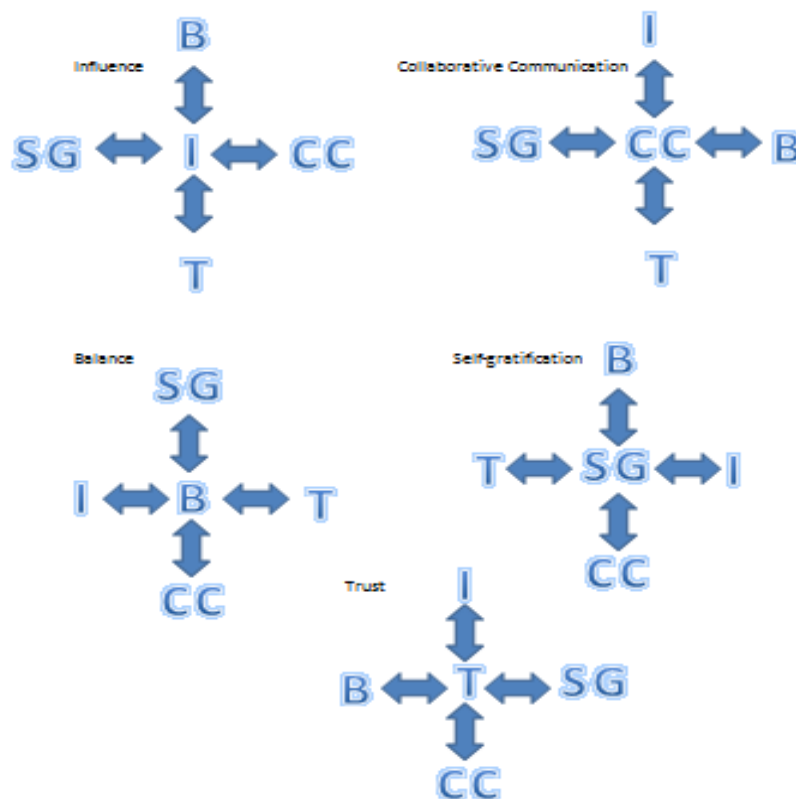 B
Influence
SG I CC
T
I
Collaborative Communication
SG CC B
T
Balance
SG
I B T
CC
Self-gratification
B
T SG I
CC
Trust
I
B T SG
CC